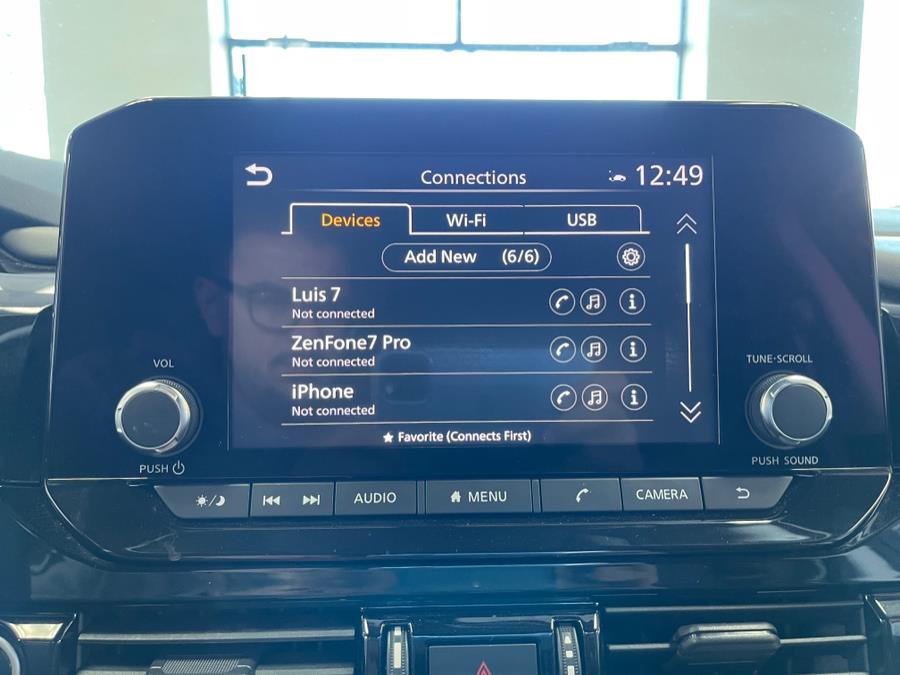 Connections 12:49
Devices Wi-Fi USB
Add New (6/6)
Luis 7
Not connected
ZenFone7 Pro
Not connected
iPhone
Not connected
Favorite (Connects First)
VOL
PUSH
TUNE·SCROLL
PUSH SOUND
AUDIO MENU CAMERA